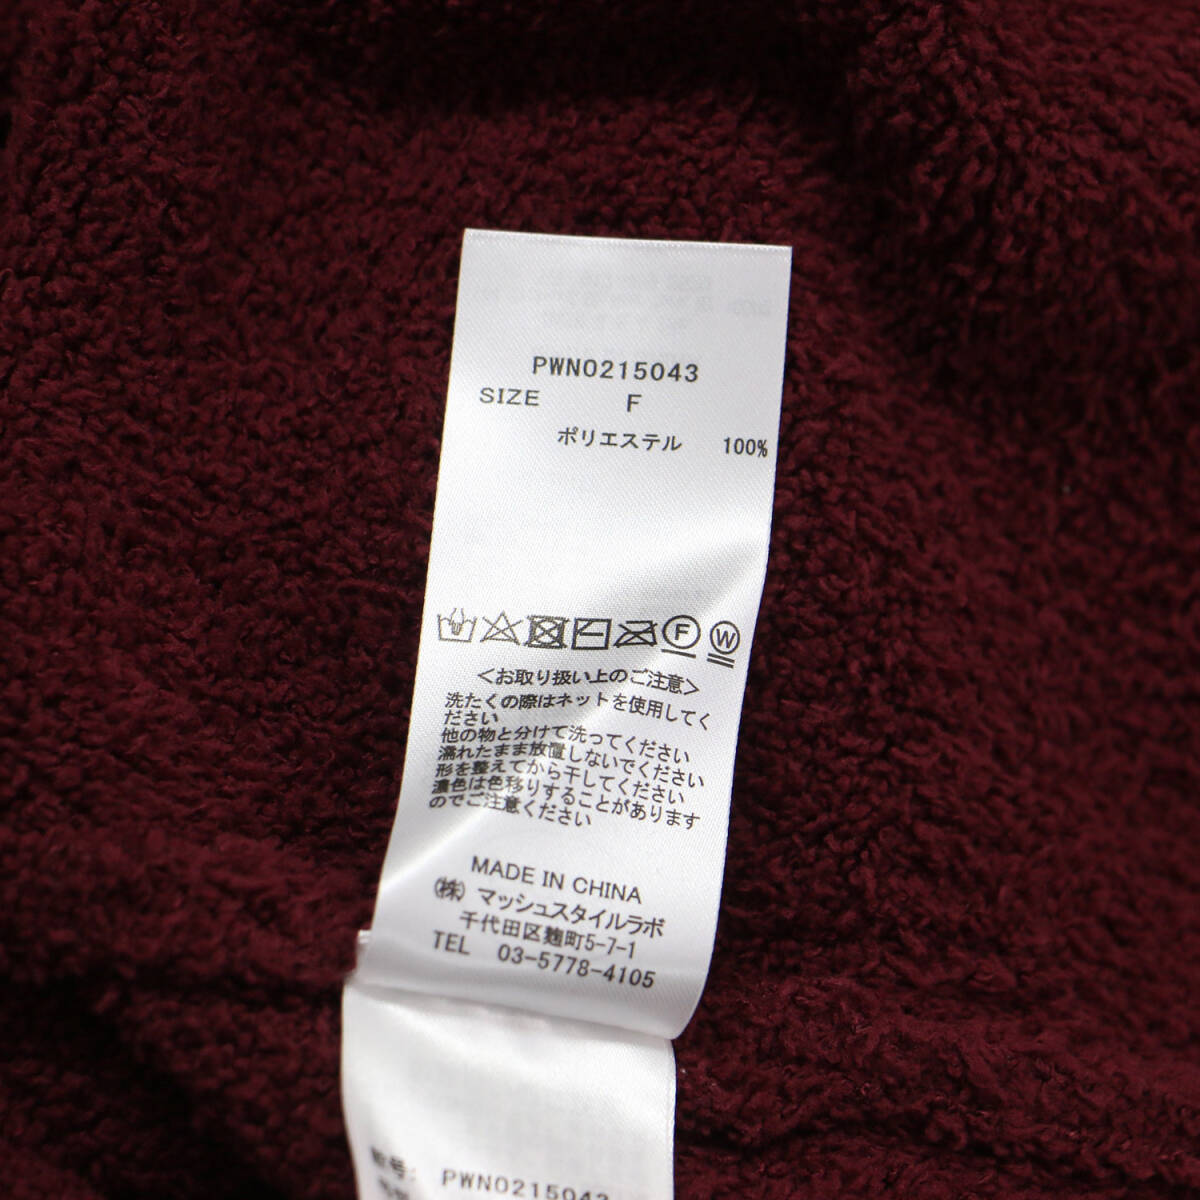 PWN0215043
SIZE F
ポリエステル 100%
F W
<お取り扱い上のご注意>
洗たくの際はネットを使用してく
ださい
他の物と分けて洗ってください
濡れたまま放置しないでください
形を整えてから干してください
濃色は色移りすることがあります
のでご注意ください
MADE IN CHINA
(株) マッシュスタイルラボ
千代田区麹町5-7-1
TEL 03-5778-4105
PWN0215043